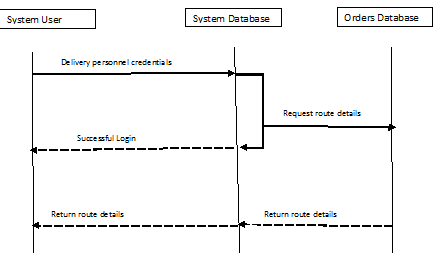 System User
System Database
Orders Database
Delivery personnel credentials
Request route details
Successful Login
Return route details
Return route details